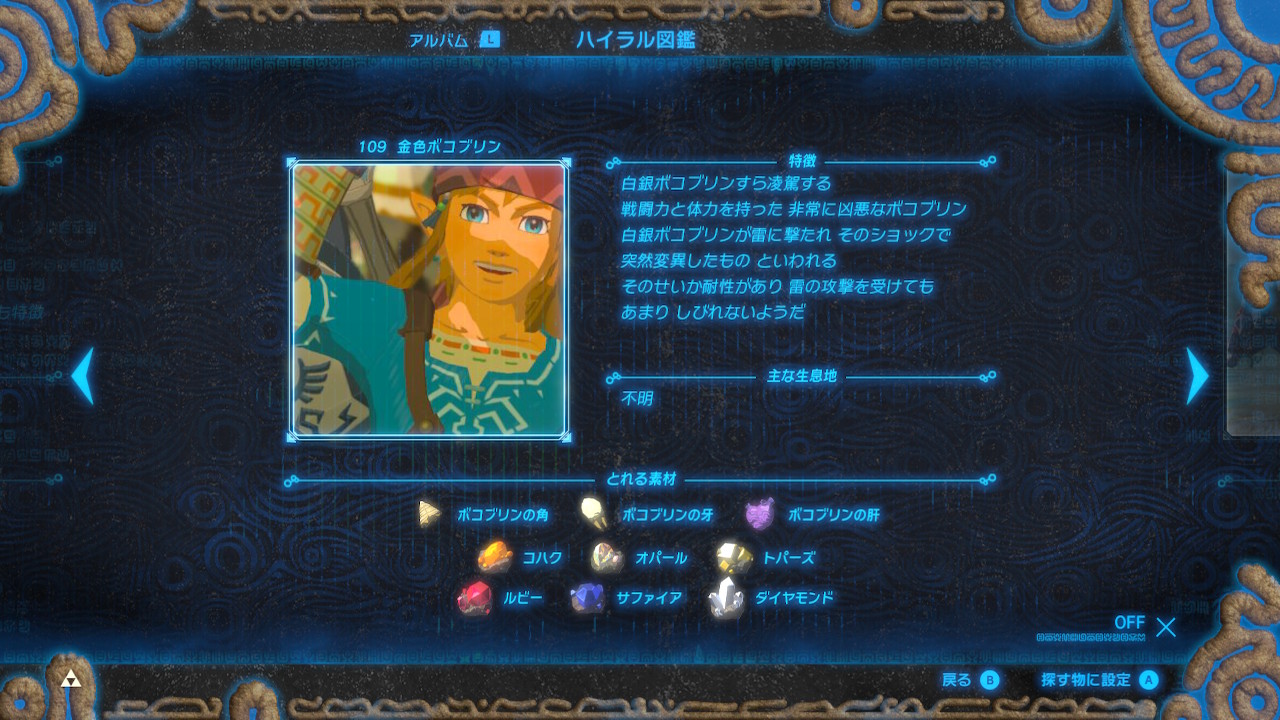 アルバム L
ハイラル図鑑
109 金色ボコブリン
特徴
白銀ボコブリンすら凌駕する
戦闘力と体力を持った 非常に凶悪なボコブリン
白銀ボコブリンが雷に撃たれ そのショックで
突然変異したもの といわれる
そのせいか耐性があり 雷の攻撃を受けても
あまり しびれないようだ
主な生息地
不明
とれる素材
ボコブリンの角 ボコブリンの牙 ボコブリンの肝
コハク オパール トパーズ
ルビー サファイア ダイヤモンド
OFF
戻る B 探す物に設定 A